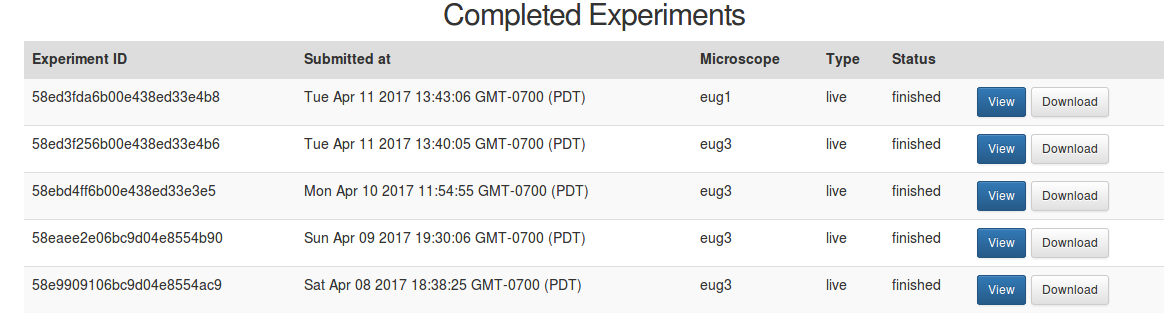 Completed Experiments
Experiment ID Submitted at Microscope Type Status
58ed3fda6b00e438ed33e4b8 Tue Apr 11 2017 13:43:06 GMT-0700 (PDT) eug1 live finished View Download
58ed3f256b00e438ed33e4b6 Tue Apr 11 2017 13:40:05 GMT-0700 (PDT) eug3 live finished View Download
58ebd4ff6b00e438ed33e3e5 Mon Apr 10 2017 11:54:55 GMT-0700 (PDT) eug3 live finished View Download
58eaee2e06bc9d04e8554b90 Sun Apr 09 2017 19:30:06 GMT-0700 (PDT) eug3 live finished View Download
58e9909106bc9d04e8554ac9 Sat Apr 08 2017 18:38:25 GMT-0700 (PDT) eug3 live finished View Download